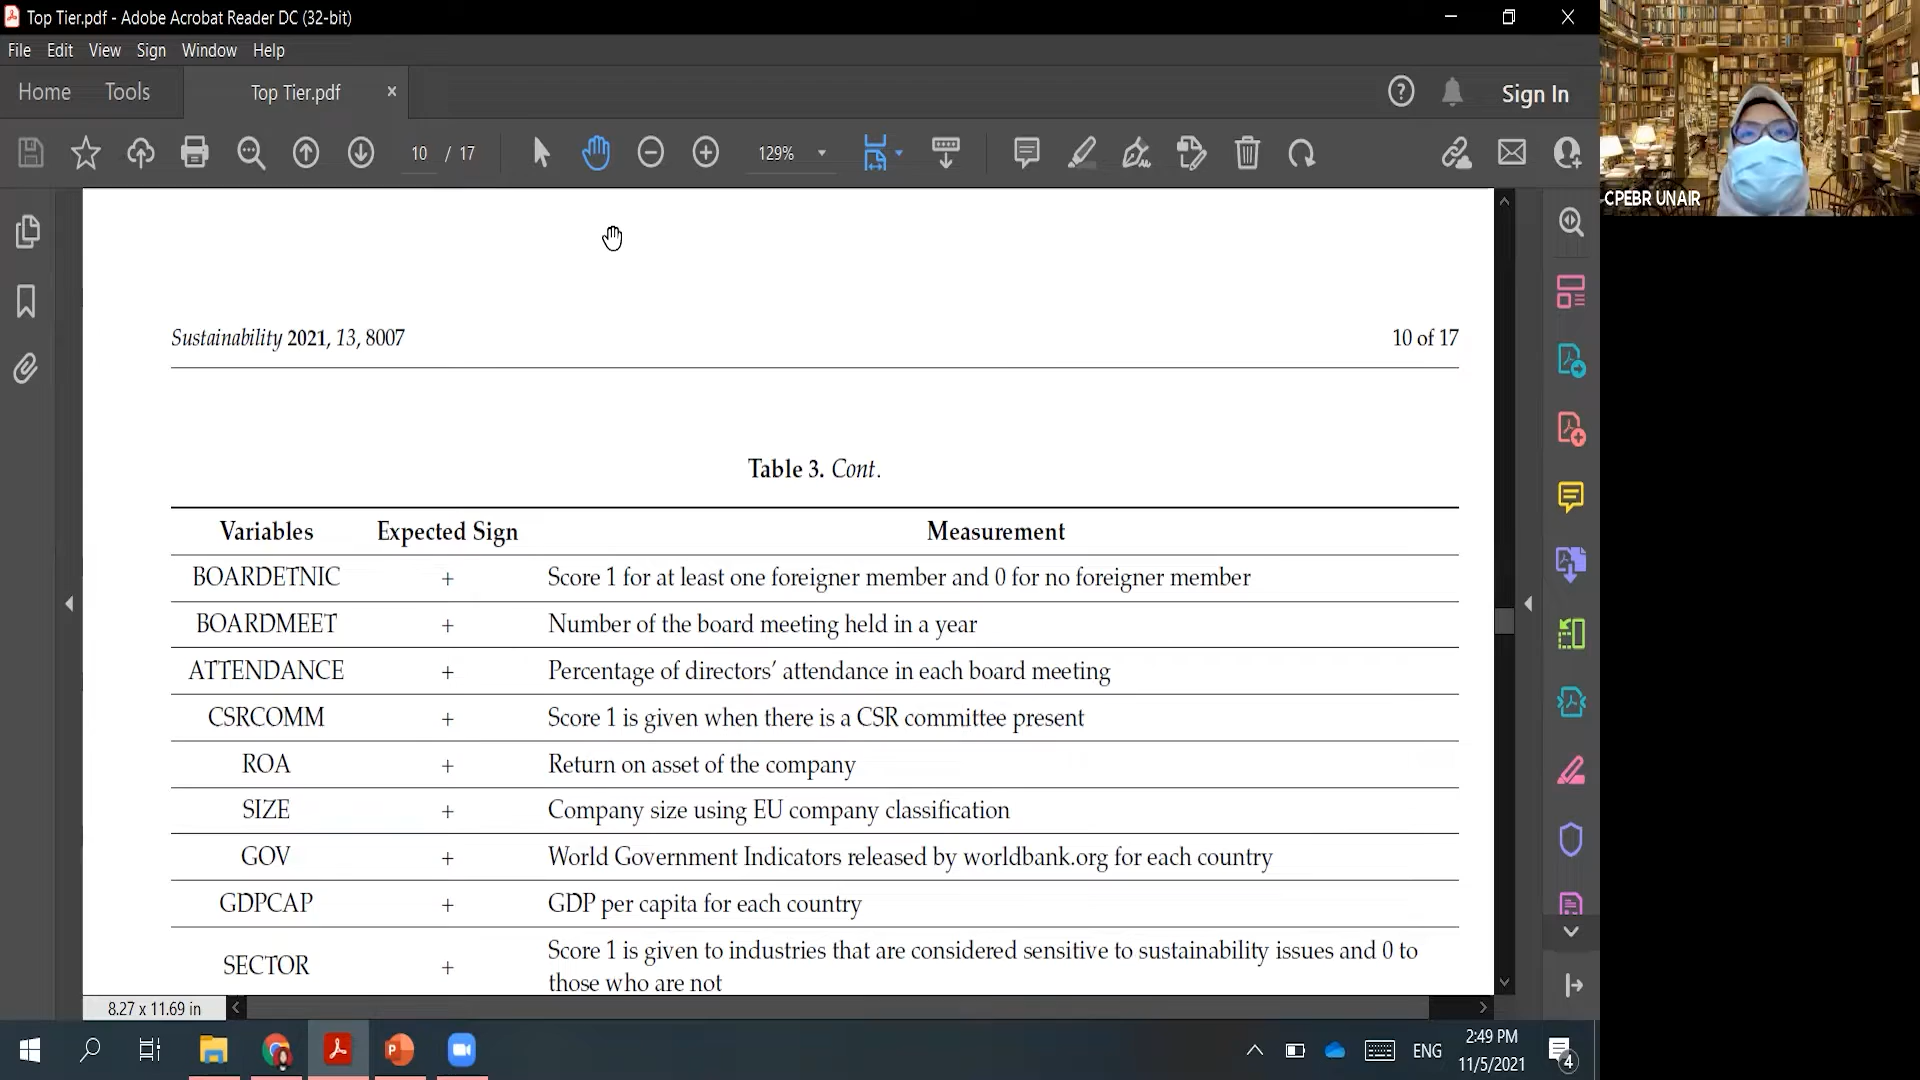 Top Tier.pdf - Adobe Acrobat Reader DC (32-bit)
File Edit View Sign Window Help
Home Tools Top Tier.pdf × Sign In
10 / 17 129%
CPEBR UNAIR
Sustainability 2021, 13, 8007 10 of 17
Table 3. Cont.
Variables Expected Sign Measurement
BOARDETNIC + Score 1 for at least one foreigner member and 0 for no foreigner member
BOARDMEET + Number of the board meeting held in a year
ATTENDANCE + Percentage of directors’ attendance in each board meeting
CSRCOMM + Score 1 is given when there is a CSR committee present
ROA + Return on asset of the company
SIZE + Company size using EU company classification
GOV + World Government Indicators released by worldbank.org for each country
GDPCAP + GDP per capita for each country
SECTOR + Score 1 is given to industries that are considered sensitive to sustainability issues and 0 to
those who are not
8.27 x 11.69 in
ENG
2:49 PM
11/5/2021
4